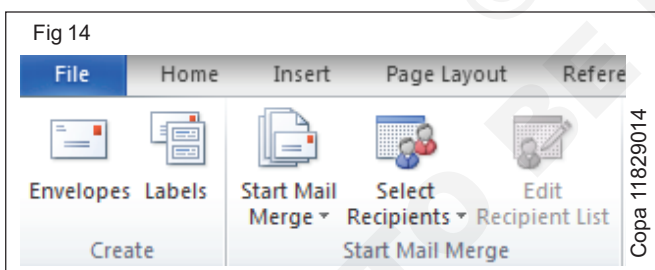 Fig 14
File Home Insert Page Layout Refere
Envelopes Labels Start Mail Merge Select Recipients Edit Recipient List
Create Start Mail Merge
Copa 11829014